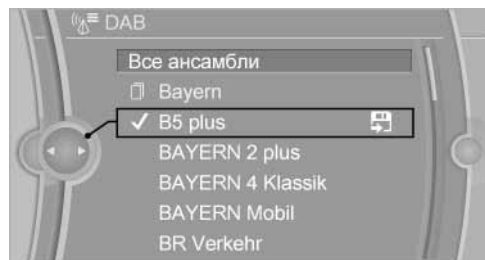 DAB
Все ансамбли
Bayern
B5 plus
BAYERN 2 plus
BAYERN 4 Klassik
BAYERN Mobil
BR Verkehr